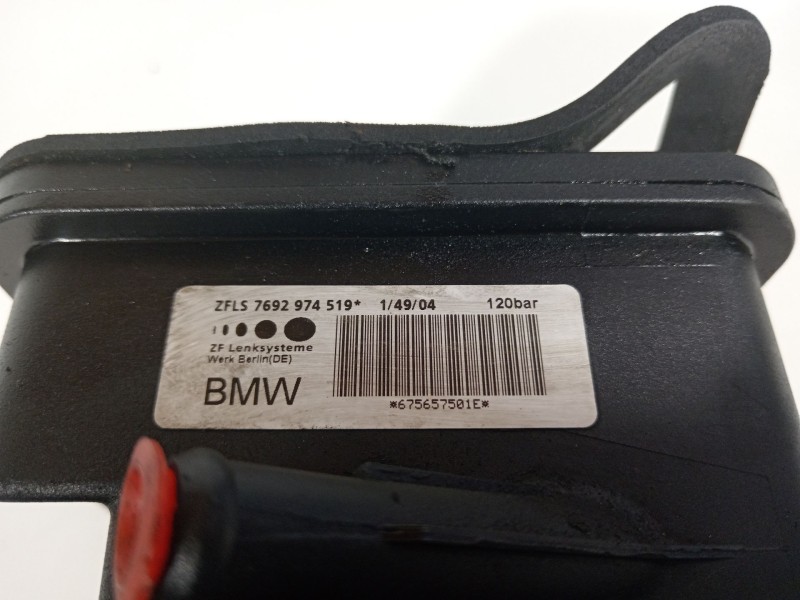 ZFLS 7692 974 519* 1/49/04 120bar
ZF Lenksysteme
Werk Berlin(DE)
BMW
*675657501E*